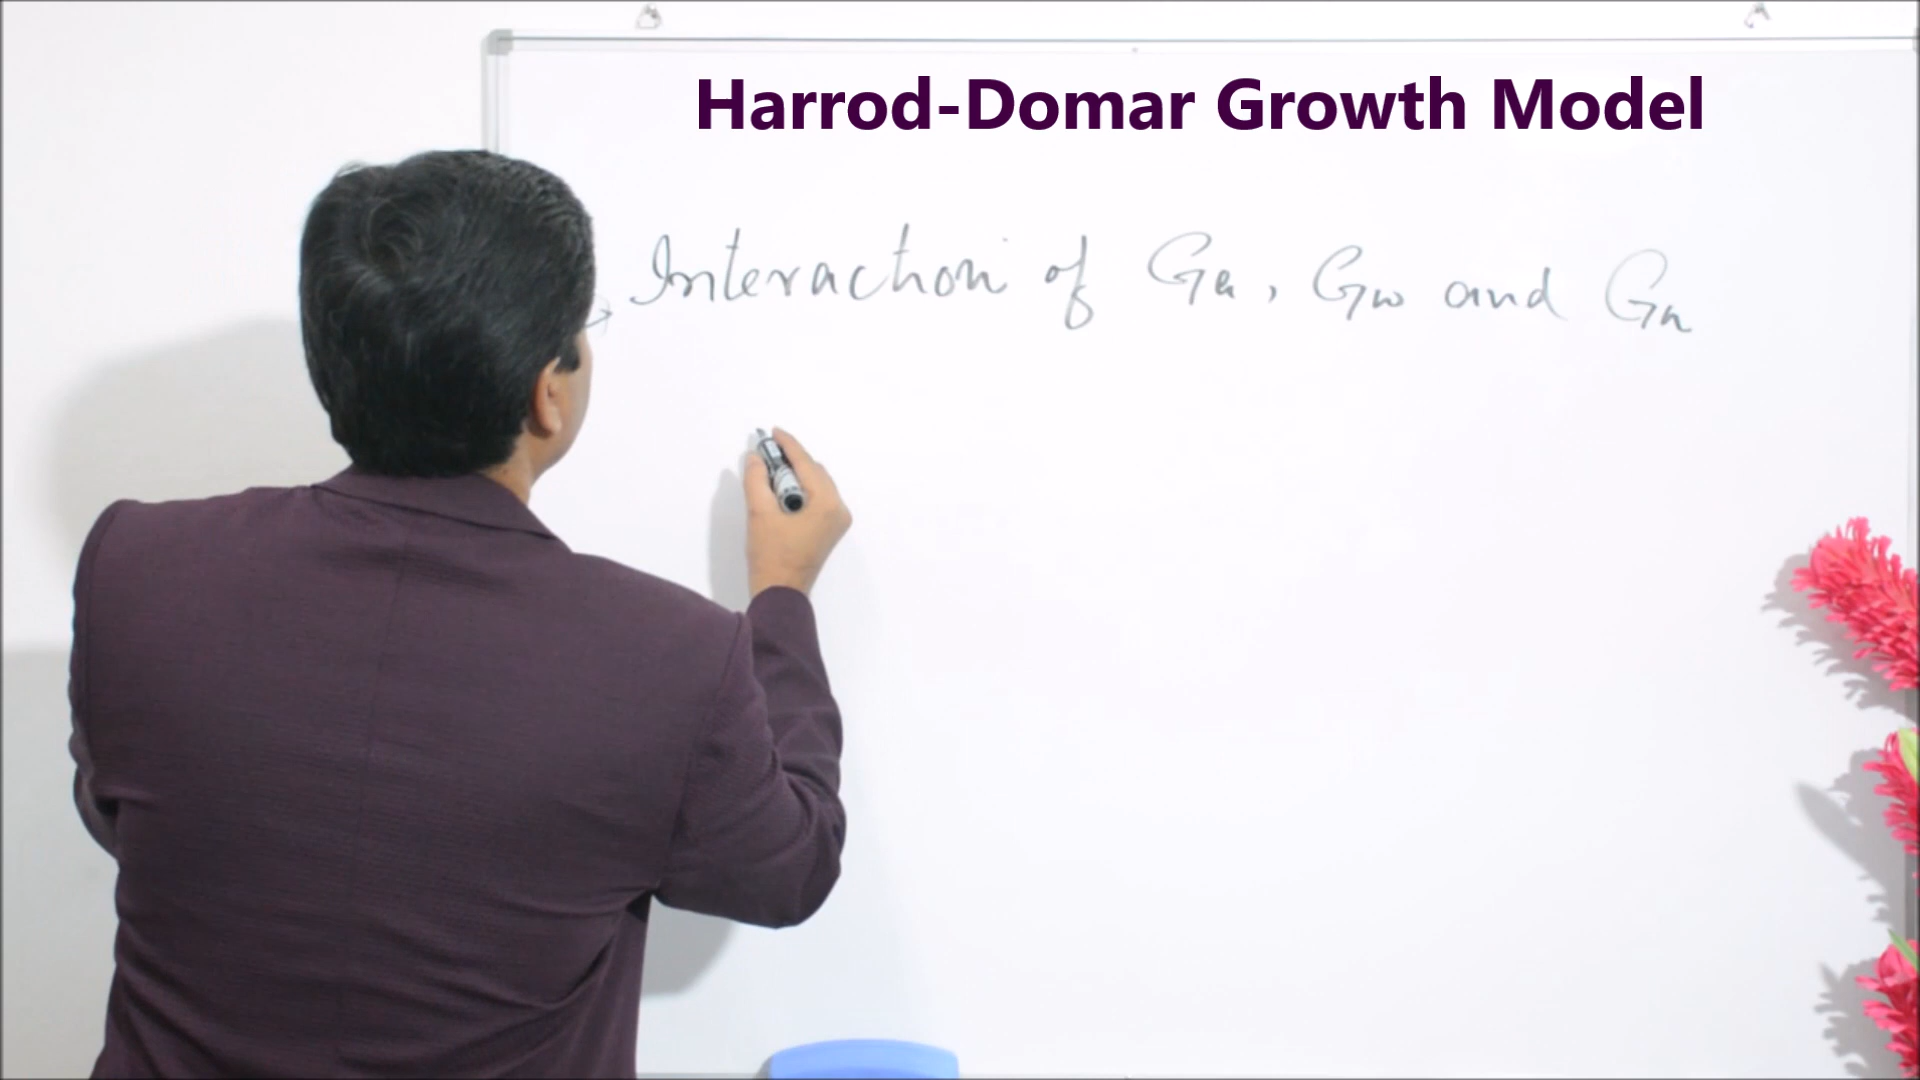 Harrod-Domar Growth Model
→ Interaction of Ga, Gw and Gn